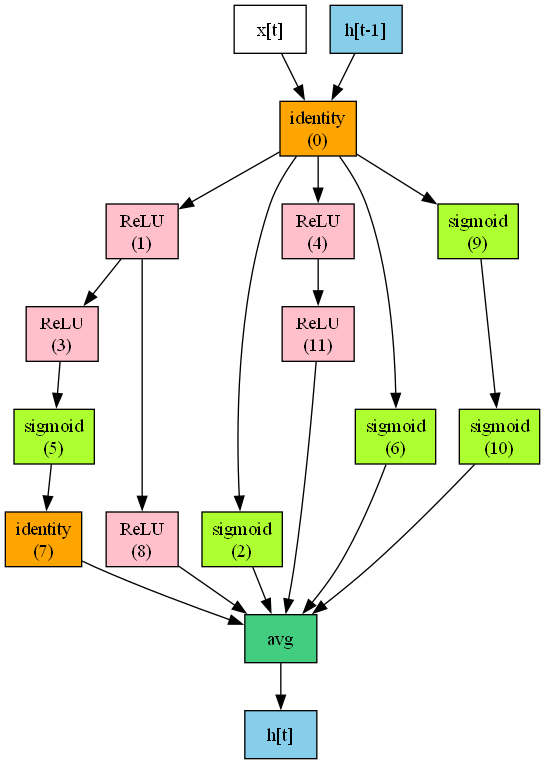 x[t]
h[t-1]
identity
(0)
ReLU
(1)
ReLU
(4)
sigmoid
(9)
ReLU
(3)
ReLU
(11)
sigmoid
(5)
sigmoid
(6)
sigmoid
(10)
identity
(7)
ReLU
(8)
sigmoid
(2)
avg
h[t]